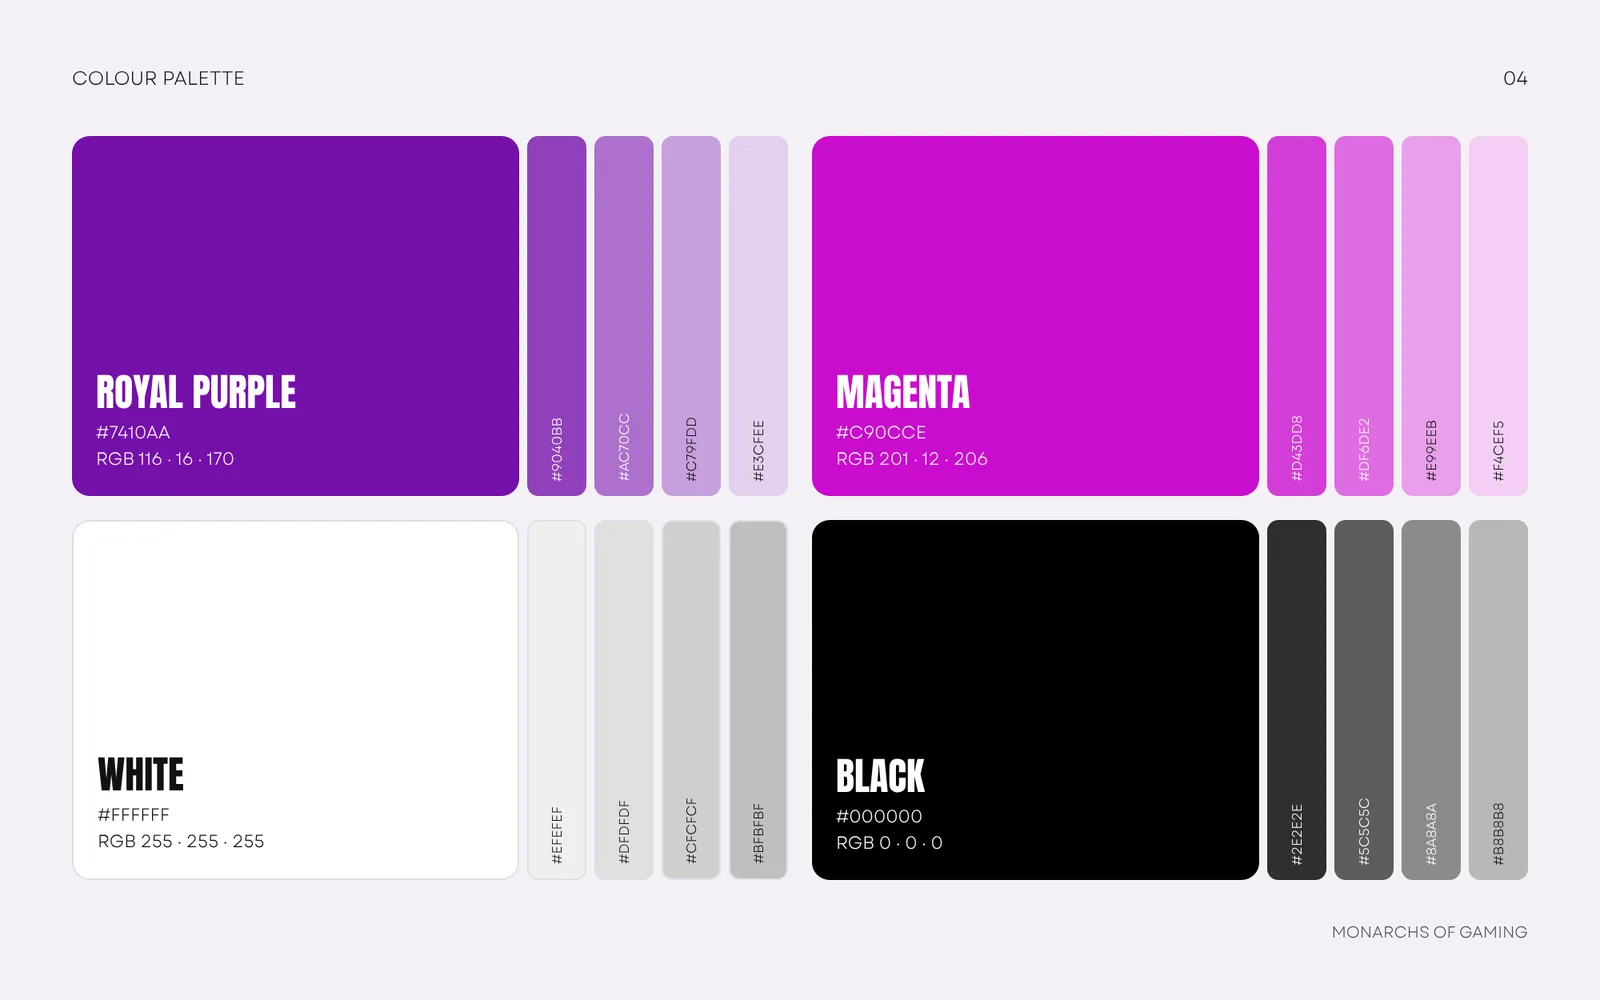 COLOUR PALETTE
04
ROYAL PURPLE
#7410AA
RGB 116 · 16 · 170
#9040BB
#AC70CC
#C79FDD
#E3CFEE
MAGENTA
#C90CCE
RGB 201 · 12 · 206
#D43DD8
#DF6DE2
#E99EEB
#F4CEF5
WHITE
#FFFFFF
RGB 255 · 255 · 255
#EFEFEF
#DFDFDF
#CFCFCF
#BFBFBF
BLACK
#000000
RGB 0 · 0 · 0
#2E2E2E
#5C5C5C
#8A8A8A
#B8B8B8
MONARCHS OF GAMING